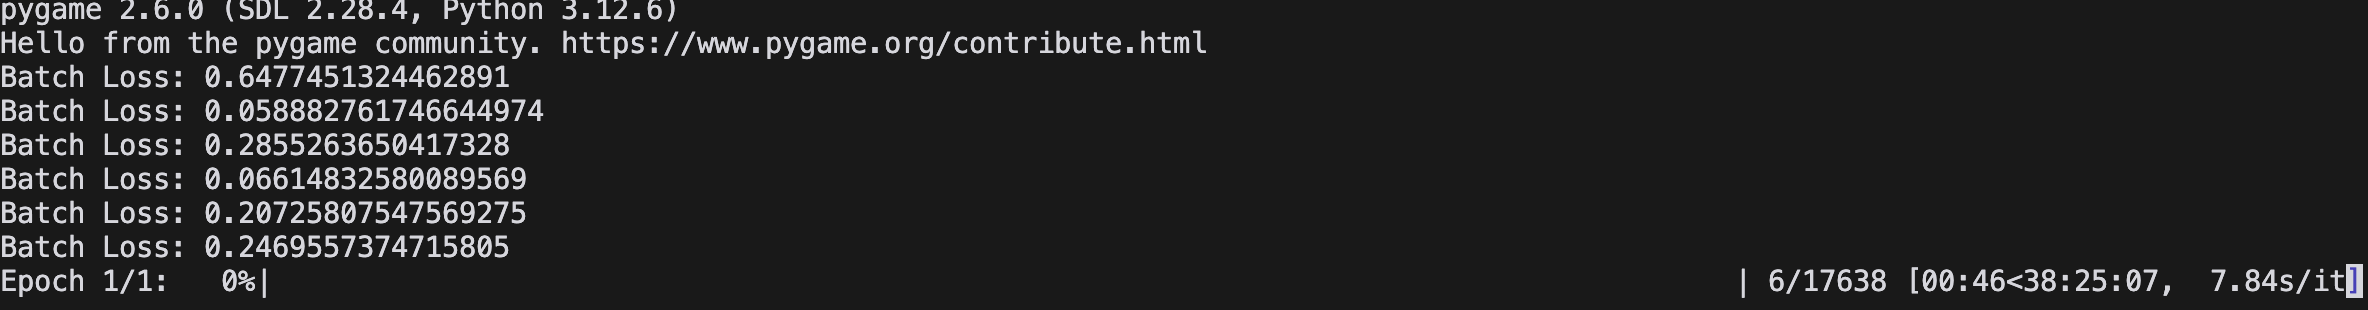 pygame 2.6.0 (SDL 2.28.4, Python 3.12.6)
Hello from the pygame community. https://www.pygame.org/contribute.html
Batch Loss: 0.6477451324462891
Batch Loss: 0.058882761746644974
Batch Loss: 0.2855263650417328
Batch Loss: 0.06614832580089569
Batch Loss: 0.20725807547569275
Batch Loss: 0.2469557374715805
Epoch 1/1:   0%|          | 6/17638 [00:46<38:25:07,  7.84s/it]